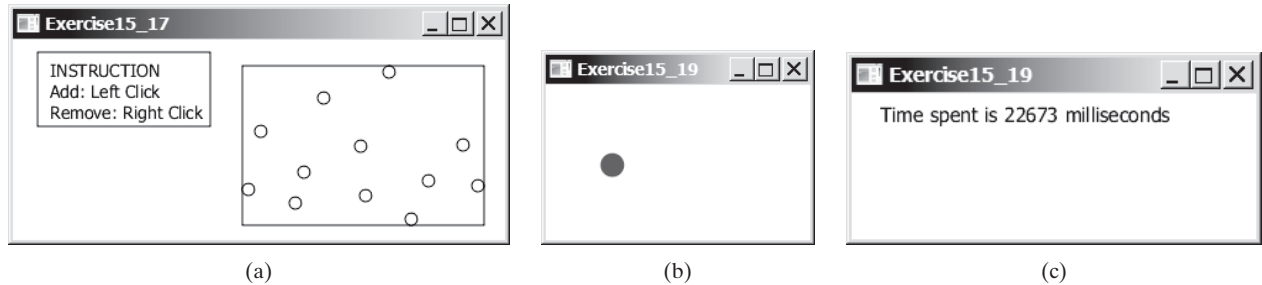 Exercise15_17
INSTRUCTION
Add: Left Click
Remove: Right Click
(a)
Exercise15_19
(b)
Exercise15_19
Time spent is 22673 milliseconds
(c)